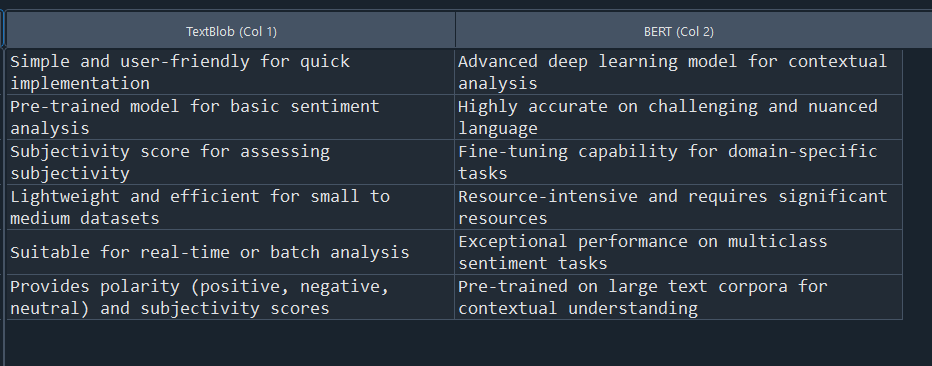 TextBlob (Col 1) BERT (Col 2)
Simple and user-friendly for quick
implementation
Advanced deep learning model for contextual
analysis
Pre-trained model for basic sentiment
analysis
Highly accurate on challenging and nuanced
language
Subjectivity score for assessing
subjectivity
Fine-tuning capability for domain-specific
tasks
Lightweight and efficient for small to
medium datasets
Resource-intensive and requires significant
resources
Suitable for real-time or batch analysis
Exceptional performance on multiclass
sentiment tasks
Provides polarity (positive, negative,
neutral) and subjectivity scores
Pre-trained on large text corpora for
contextual understanding